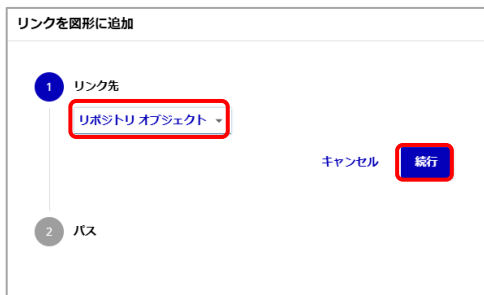 リンクを図形に追加
1 リンク先
リポジトリ オブジェクト
キャンセル 続行
2 パス